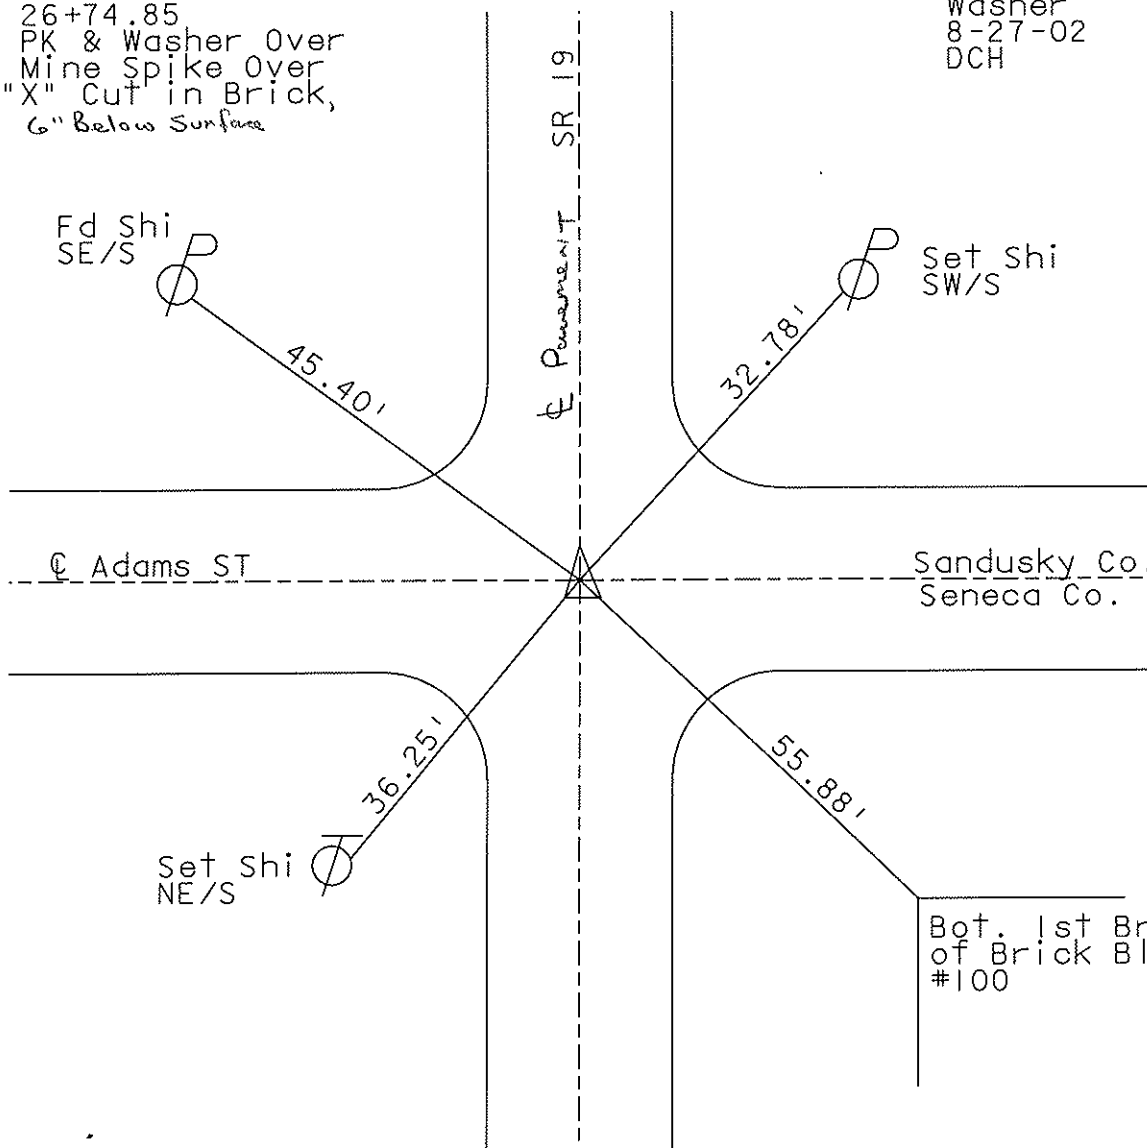 26+74.85
PK & Washer Over
Mine Spike Over
"X" Cut in Brick,
6" Below Surface
Washer
8-27-02
DCH
SR 19
℄ Pavement
Fd Shi
SE/S
Set Shi
SW/S
45.40'
32.78'
℄ Adams ST
Sandusky Co.
Seneca Co.
36.25'
55.88'
Set Shi
NE/S
Bot. 1st Br
of Brick Bl
#100